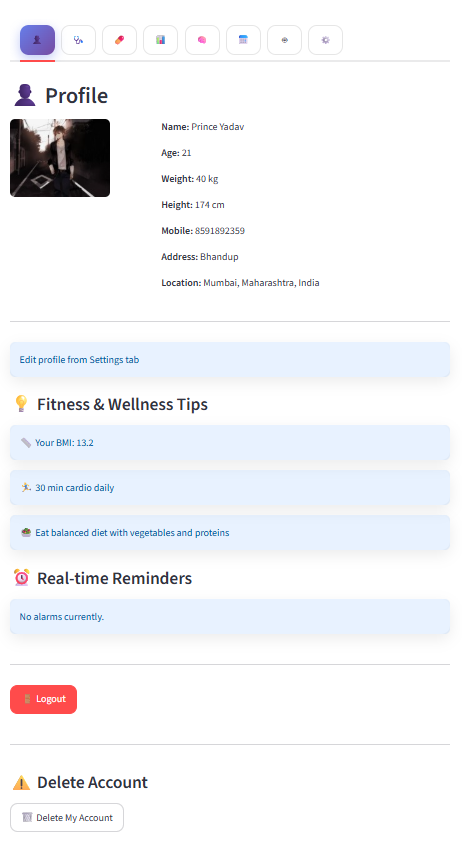 Profile
Name: Prince Yadav
Age: 21
Weight: 40 kg
Height: 174 cm
Mobile: 8591892359
Address: Bhandup
Location: Mumbai, Maharashtra, India
Edit profile from Settings tab
Fitness & Wellness Tips
Your BMI: 13.2
30 min cardio daily
Eat balanced diet with vegetables and proteins
Real-time Reminders
No alarms currently.
Logout
Delete Account
Delete My Account